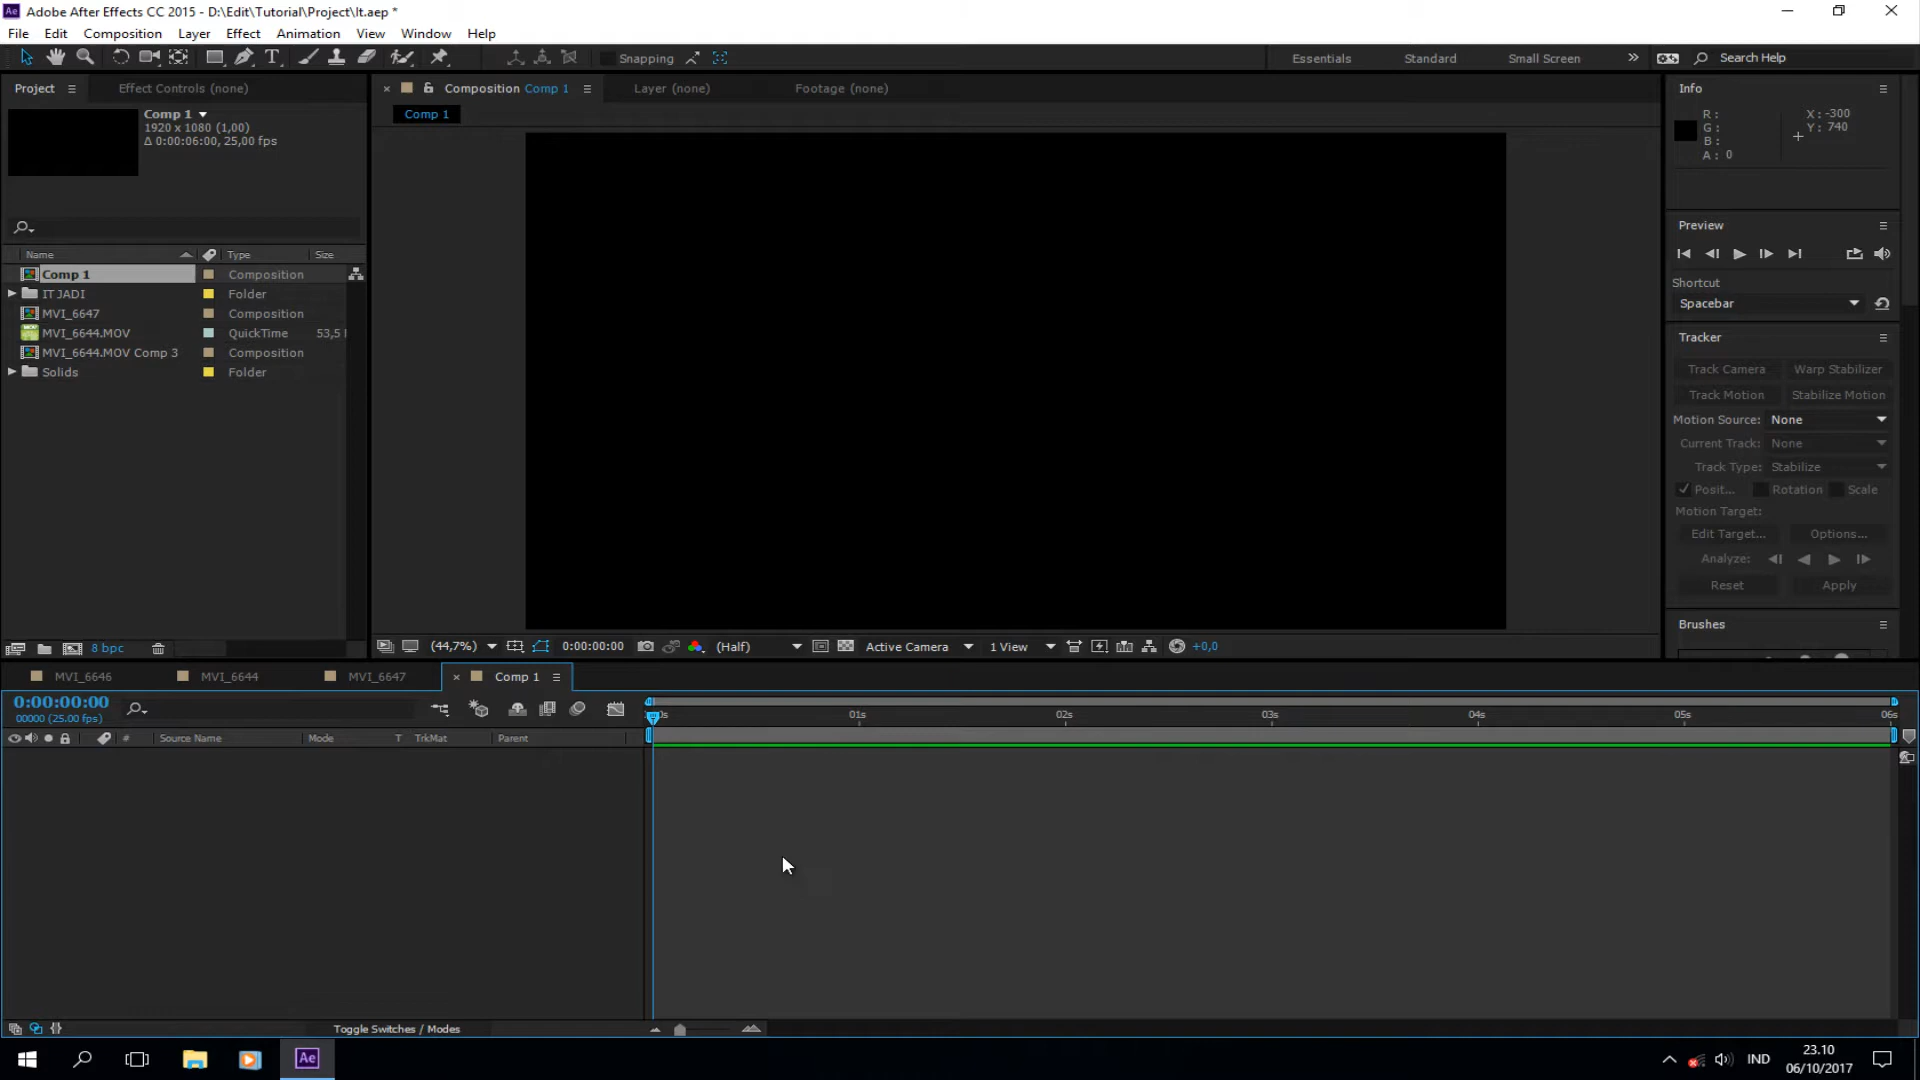 Adobe After Effects CC 2015 - D:\Edit\Tutorial\Project\lt.aep *
File Edit Composition Layer Effect Animation View Window Help
Snapping
Essentials Standard Small Screen Search Help
Project
Effect Controls (none)
Comp 1
1920 x 1080 (1,00)
Δ 0:00:06:00, 25,00 fps
Name Type Size
Comp 1 Composition
IT JADI Folder
MVI_6647 Composition
MVI_6644.MOV QuickTime 53,5
MVI_6644.MOV Comp 3 Composition
Solids Folder
8 bpc
Composition Comp 1
Layer (none)
Footage (none)
Comp 1
(44,7%) 0:00:00:00 (Half) Active Camera 1 View +0,0
Info
R :
G :
B :
A : 0
X : -300
Y : 740
Preview
Shortcut
Spacebar
Tracker
Track Camera Warp Stabilizer
Track Motion Stabilize Motion
Motion Source: None
Current Track: None
Track Type: Stabilize
Posit... Rotation Scale
Motion Target:
Edit Target... Options...
Analyze:
Reset Apply
Brushes
MVI_6646 MVI_6644 MVI_6647 Comp 1
0:00:00:00
00000 (25.00 fps)
# Source Name Mode T TrkMat Parent
01s 02s 03s 04s 05s 06s
Toggle Switches / Modes
Ae
IND
23.10
06/10/2017